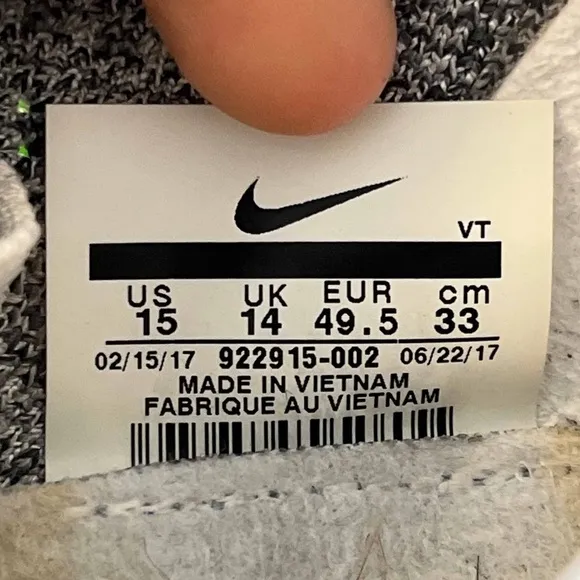 VT
US UK EUR cm
15 14 49.5 33
02/15/17 922915-002 06/22/17
MADE IN VIETNAM
FABRIQUE AU VIETNAM